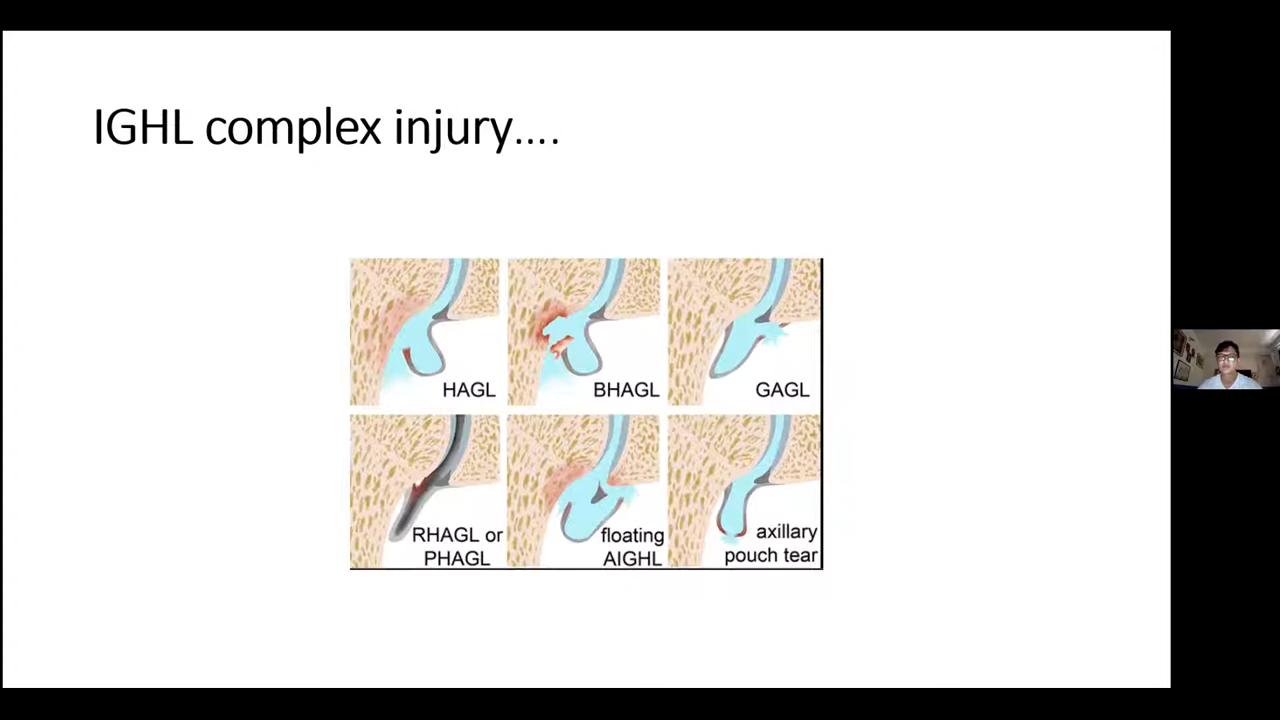 IGHL complex injury....
HAGL
BHAGL
GAGL
RHAGL or
PHAGL
floating
AIGHL
axillary
pouch tear